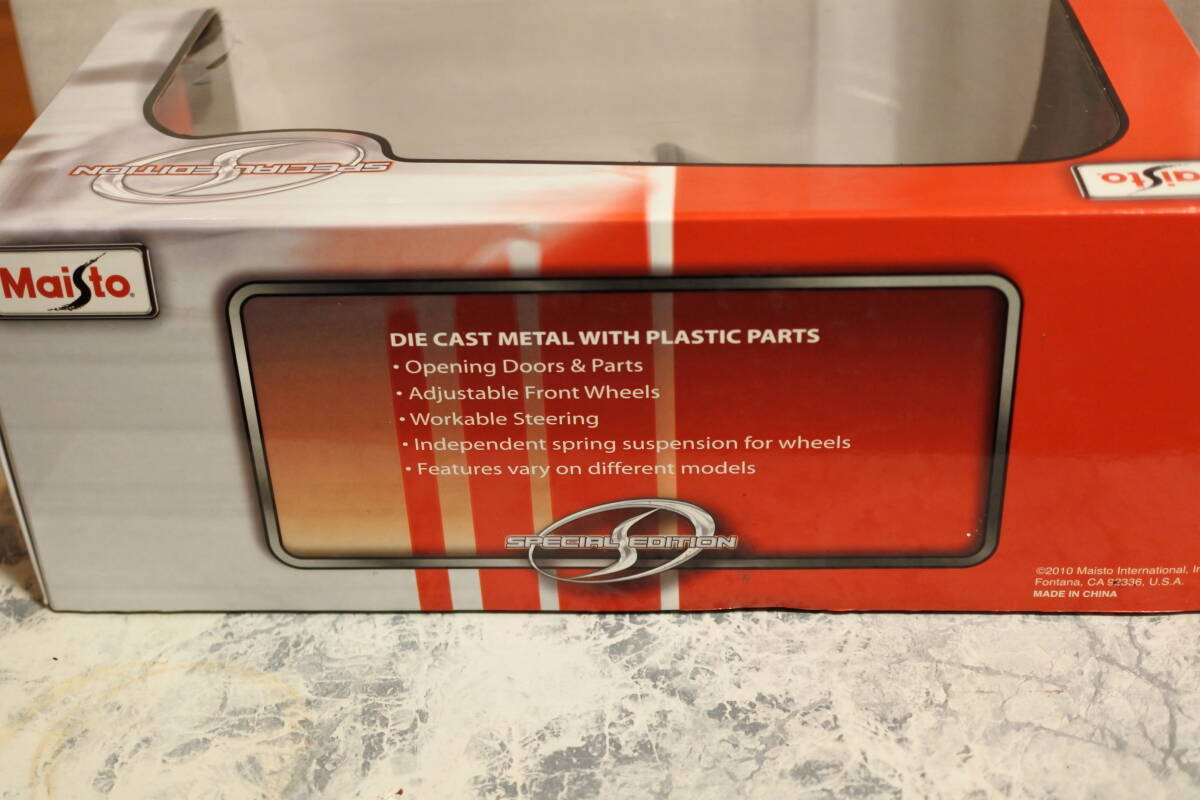 SPECIAL EDITION
Maisto
Maisto
DIE CAST METAL WITH PLASTIC PARTS
• Opening Doors & Parts
• Adjustable Front Wheels
• Workable Steering
• Independent spring suspension for wheels
• Features vary on different models
SPECIAL EDITION
©2010 Maisto International,
Fontana, CA 92336, U.S.A.
MADE IN CHINA